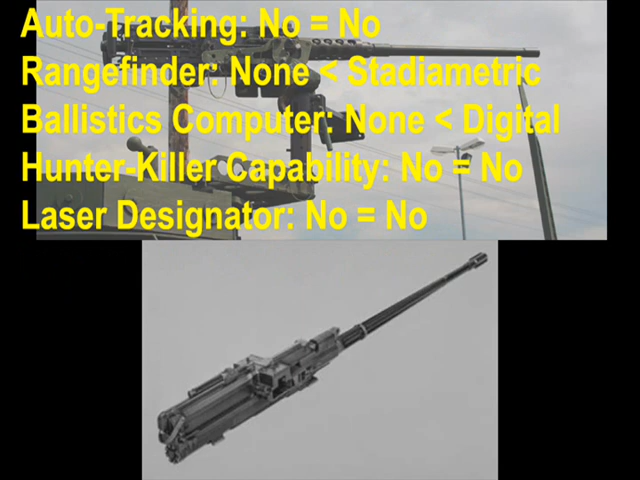 Auto-Tracking: No = No
Rangefinder: None < Stadiametric
Ballistics Computer: None < Digital
Hunter-Killer Capability: No = No
Laser Designator: No = No